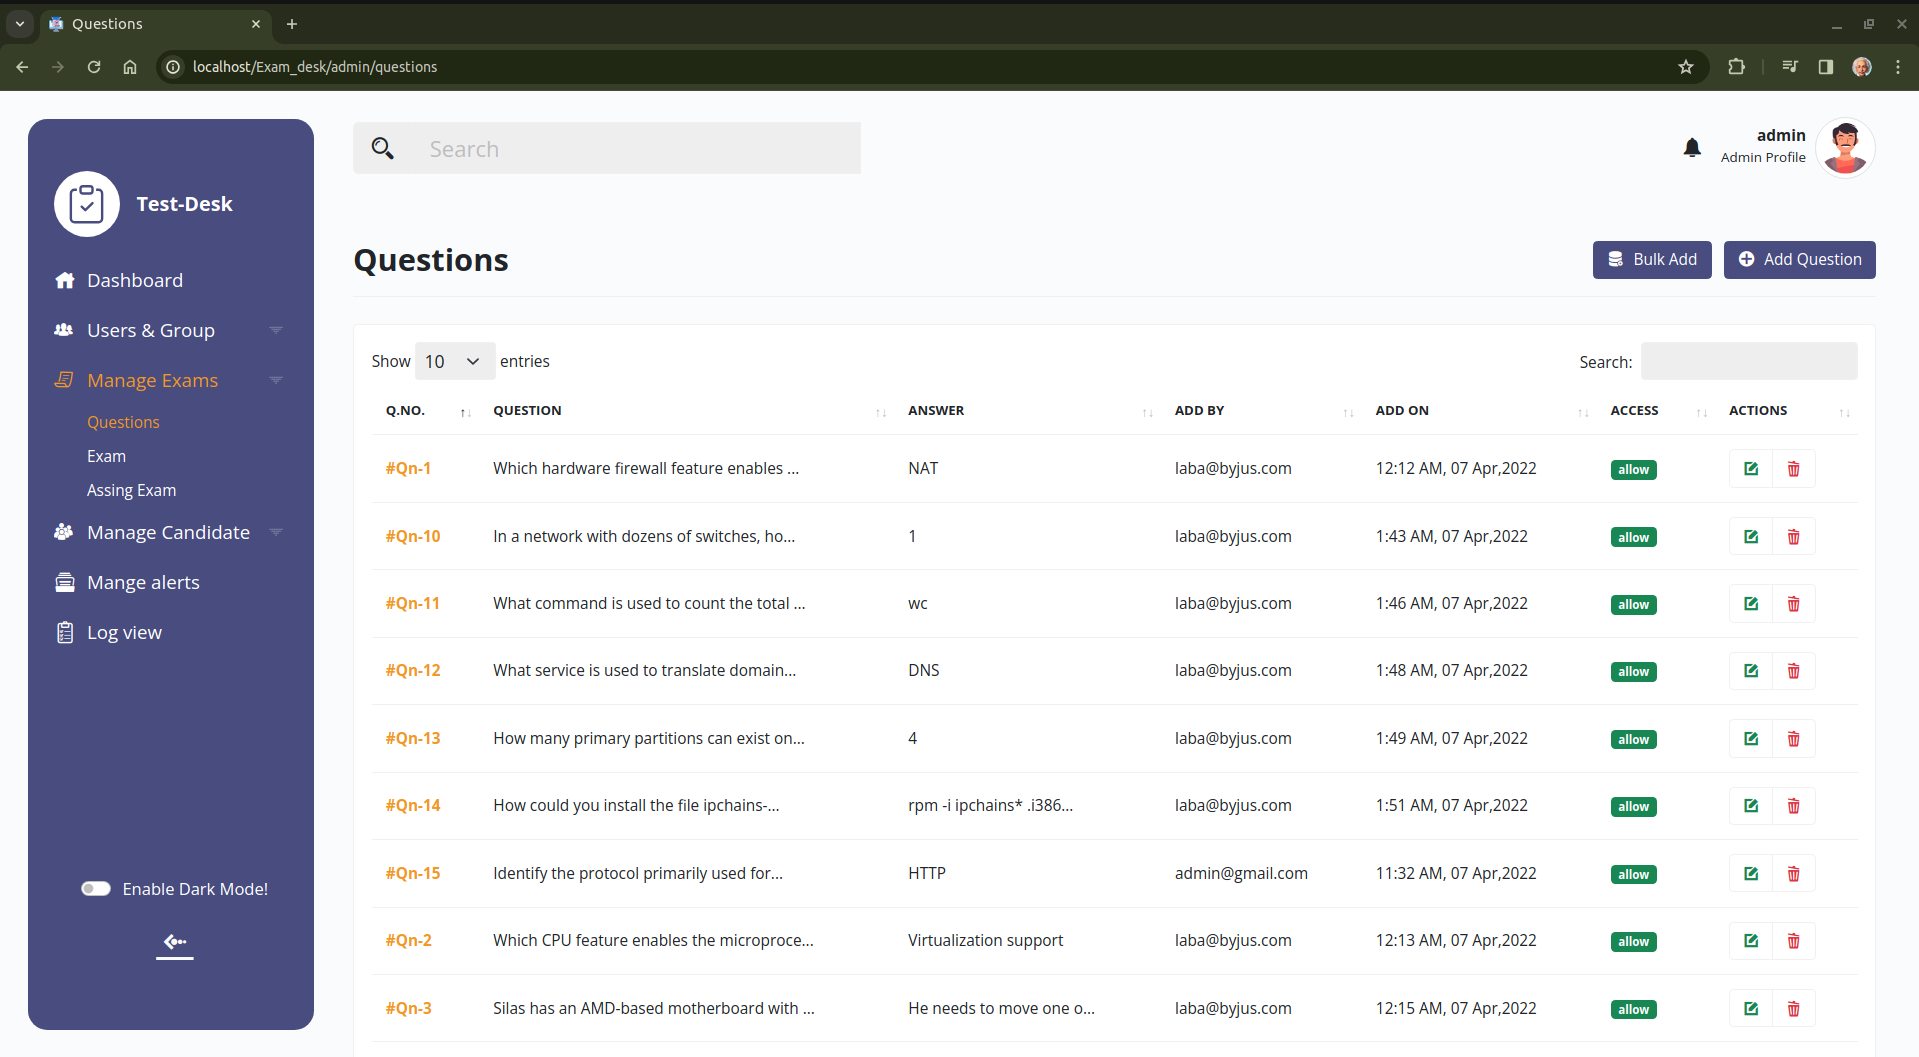 Questions
localhost/Exam_desk/admin/questions
Test-Desk
Dashboard
Users & Group
Manage Exams
Questions
Exam
Assing Exam
Manage Candidate
Mange alerts
Log view
Enable Dark Mode!
Search
admin
Admin Profile
Questions
Bulk Add
Add Question
Show 10 entries
Search:
Q.NO. QUESTION ANSWER ADD BY ADD ON ACCESS ACTIONS
#Qn-1 Which hardware firewall feature enables ... NAT laba@byjus.com 12:12 AM, 07 Apr,2022 allow
#Qn-10 In a network with dozens of switches, ho... 1 laba@byjus.com 1:43 AM, 07 Apr,2022 allow
#Qn-11 What command is used to count the total ... wc laba@byjus.com 1:46 AM, 07 Apr,2022 allow
#Qn-12 What service is used to translate domain... DNS laba@byjus.com 1:48 AM, 07 Apr,2022 allow
#Qn-13 How many primary partitions can exist on... 4 laba@byjus.com 1:49 AM, 07 Apr,2022 allow
#Qn-14 How could you install the file ipchains-... rpm -i ipchains* .i386... laba@byjus.com 1:51 AM, 07 Apr,2022 allow
#Qn-15 Identify the protocol primarily used for... HTTP admin@gmail.com 11:32 AM, 07 Apr,2022 allow
#Qn-2 Which CPU feature enables the microproce... Virtualization support laba@byjus.com 12:13 AM, 07 Apr,2022 allow
#Qn-3 Silas has an AMD-based motherboard with ... He needs to move one o... laba@byjus.com 12:15 AM, 07 Apr,2022 allow